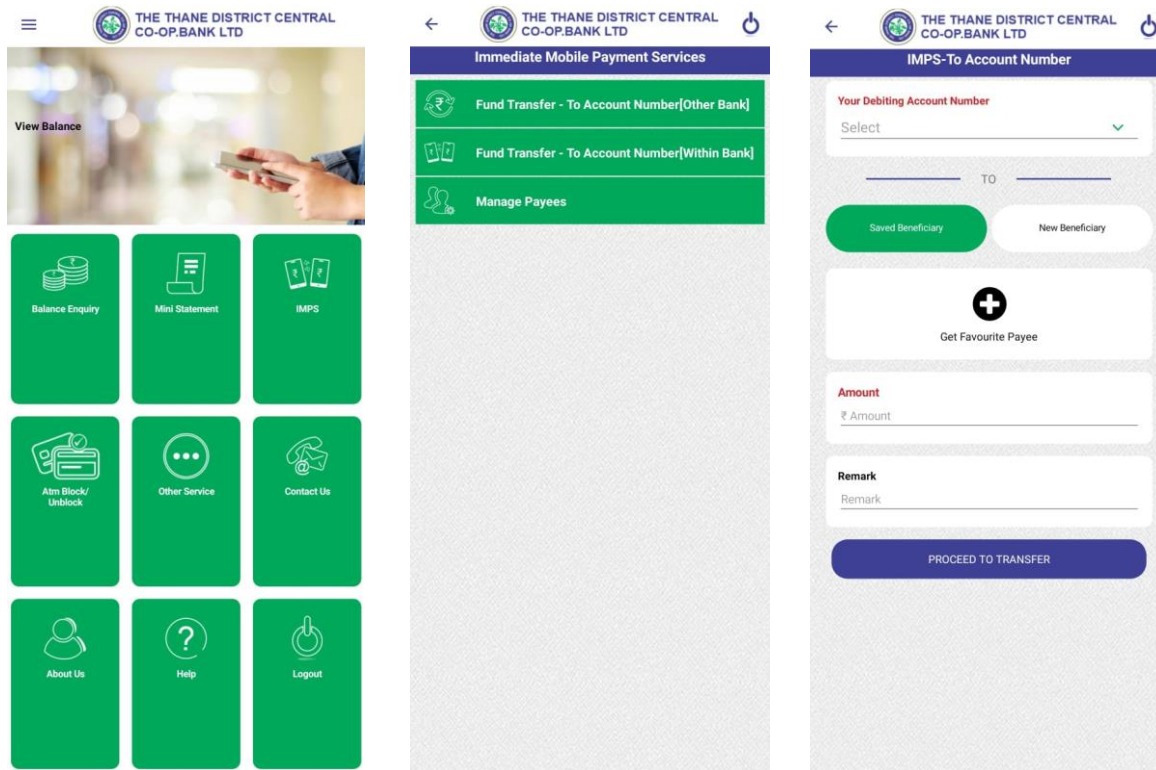 THE THANE DISTRICT CENTRAL
CO-OP.BANK LTD
View Balance
Balance Enquiry
Mini Statement
IMPS
Atm Block/
Unblock
Other Service
Contact Us
About Us
Help
Logout
THE THANE DISTRICT CENTRAL
CO-OP.BANK LTD
Immediate Mobile Payment Services
Fund Transfer - To Account Number[Other Bank]
Fund Transfer - To Account Number[Within Bank]
Manage Payees
THE THANE DISTRICT CENTRAL
CO-OP.BANK LTD
IMPS-To Account Number
Your Debiting Account Number
Select
TO
Saved Beneficiary
New Beneficiary
Get Favourite Payee
Amount
₹ Amount
Remark
Remark
PROCEED TO TRANSFER